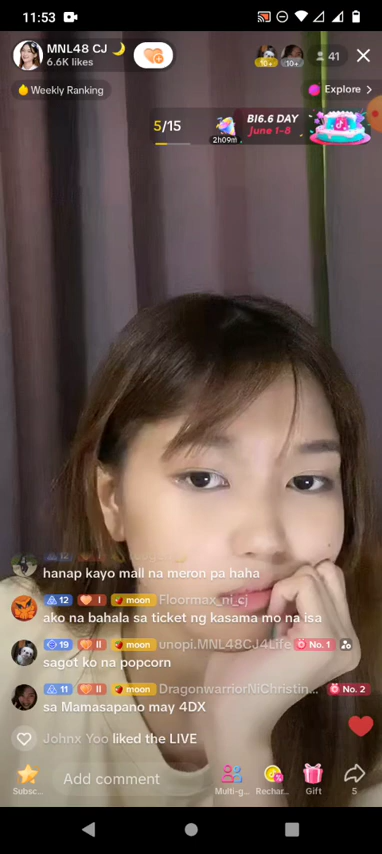 11:53
MNL48 CJ 🌙
6.6K likes
10+
10+
41
Weekly Ranking
Explore >
5/15
2h09m
BI6.6 DAY
June 1-8
hanap kayo mall na meron pa haha
12 I moon Floormax_ni_cj
ako na bahala sa ticket ng kasama mo na isa
19 II moon unopi.MNL48CJ4Life No. 1
sagot ko na popcorn
11 II moon DragonwarriorNiChristin... No. 2
sa Mamasapano may 4DX
Johnx Yoo liked the LIVE
Add comment
Subsc... Multi-g... Rechar... Gift 5